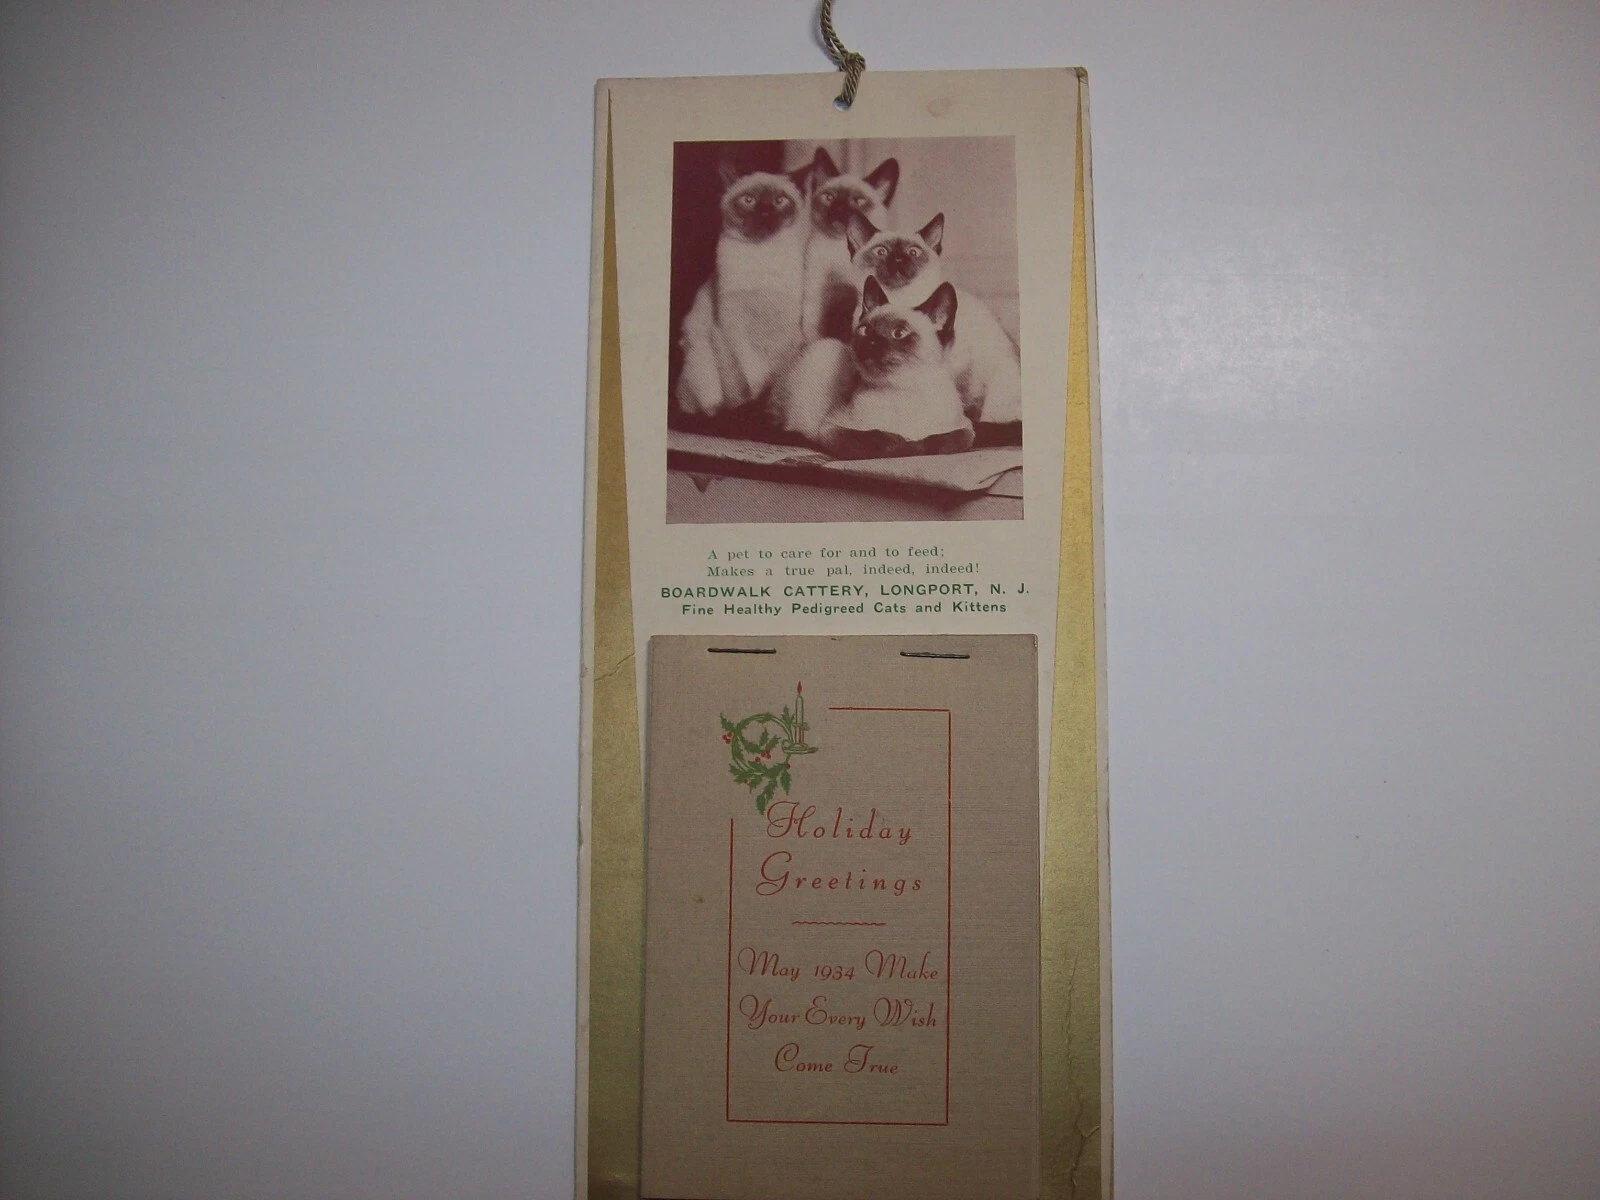 A pet to care for and to feed;
Makes a true pal, indeed, indeed!
BOARDWALK CATTERY, LONGPORT, N. J.
Fine Healthy Pedigreed Cats and Kittens
Holiday
Greetings
May 1934 Make
Your Every Wish
Come True